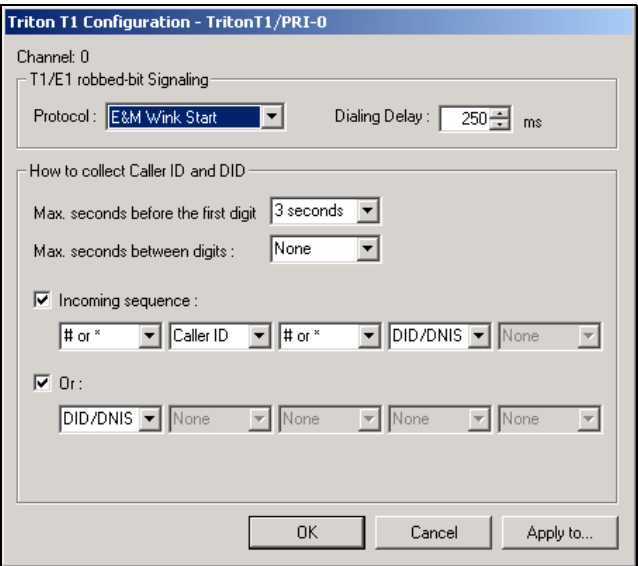 Triton T1 Configuration - TritonT1/PRI-0
Channel: 0
T1/E1 robbed-bit Signaling
Protocol : E&M Wink Start Dialing Delay : 250 ms
How to collect Caller ID and DID
Max. seconds before the first digit 3 seconds
Max. seconds between digits : None
Incoming sequence :
# or * Caller ID # or * DID/DNIS None
Or :
DID/DNIS None None None None
OK Cancel Apply to...